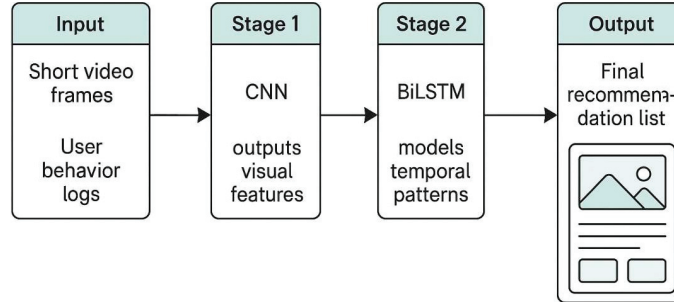 Input
Short video
frames
User
behavior
logs
Stage 1
CNN
outputs
visual
features
Stage 2
BiLSTM
models
temporal
patterns
Output
Final
recommen-
dation list